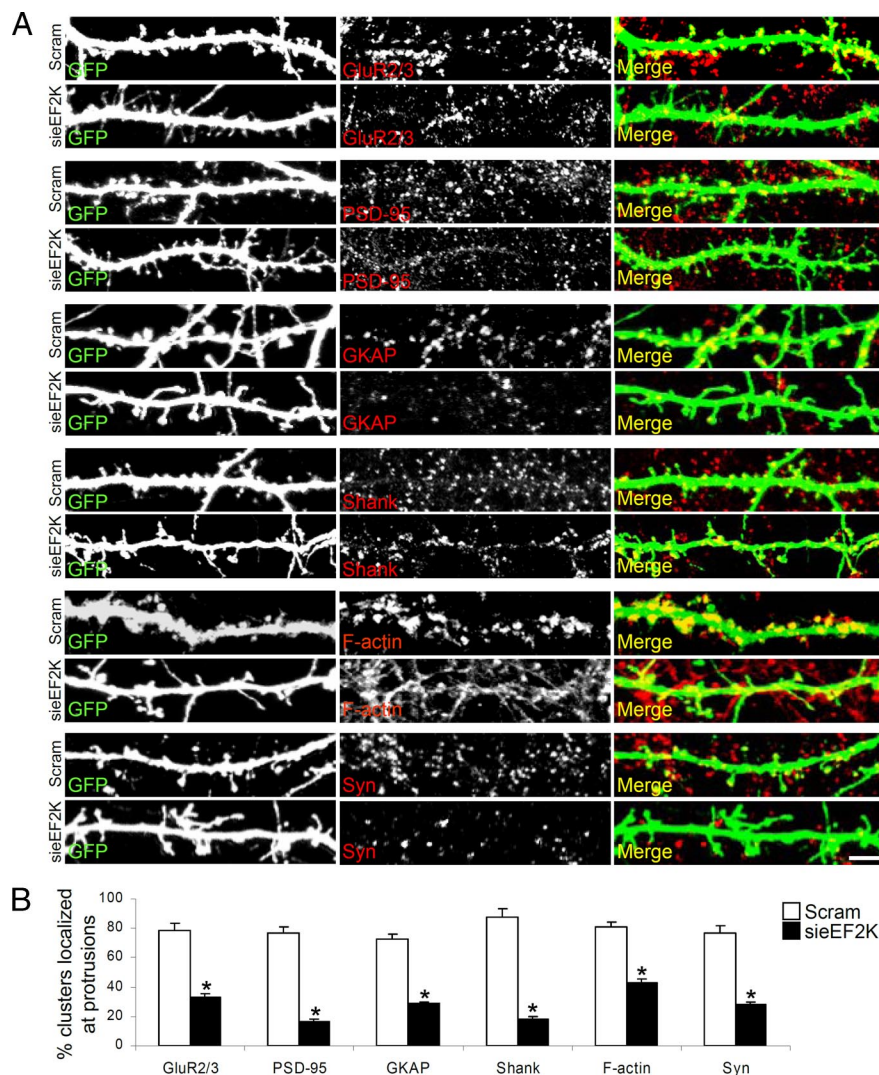 A
Scram GFP GluR2/3 Merge
sieEF2K GFP GluR2/3 Merge
Scram GFP PSD-95 Merge
sieEF2K GFP PSD-95 Merge
Scram GFP GKAP Merge
sieEF2K GFP GKAP Merge
Scram GFP Shank Merge
sieEF2K GFP Shank Merge
Scram GFP F-actin Merge
sieEF2K GFP F-actin Merge
Scram GFP Syn Merge
sieEF2K GFP Syn Merge
B
% clusters localized
at protrusions
100
80
60
40
20
0
* * * * * *
GluR2/3 PSD-95 GKAP Shank F-actin Syn
Scram
sieEF2K